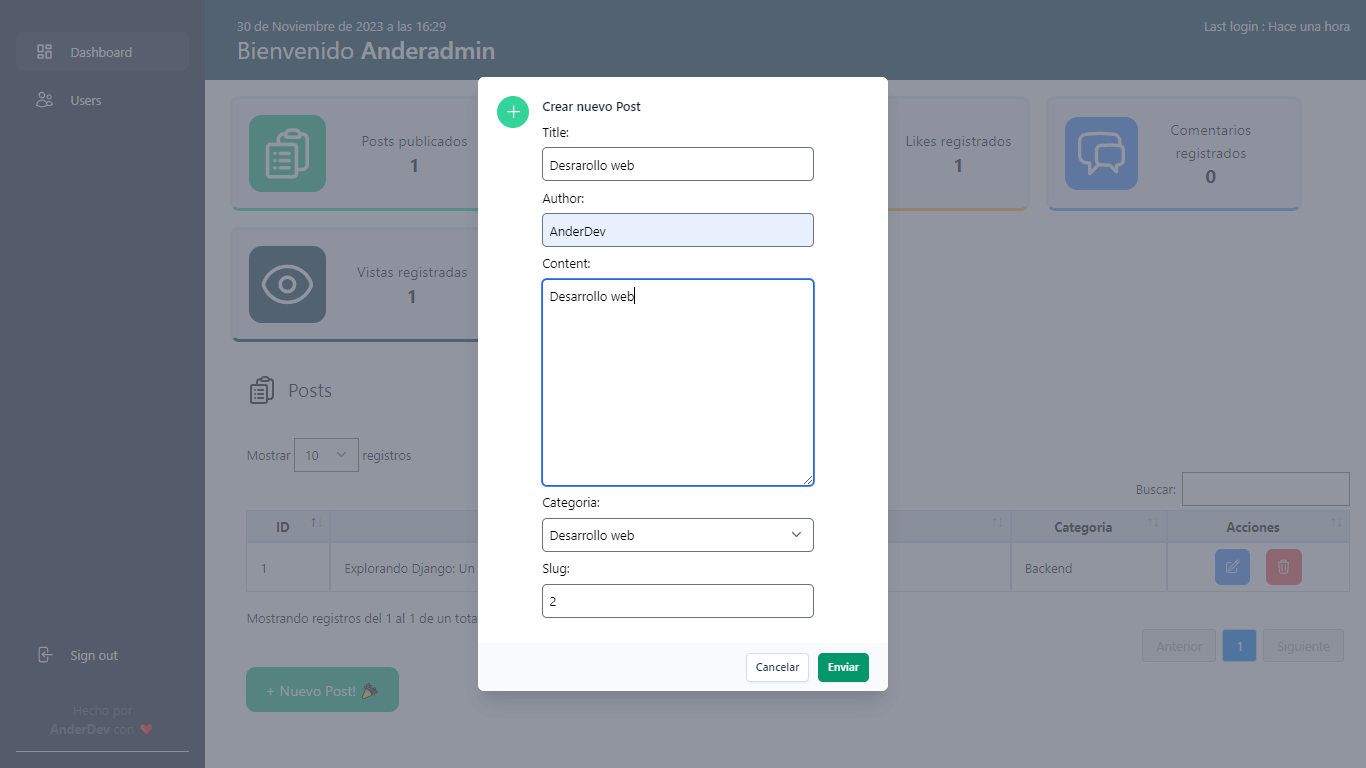 30 de Noviembre de 2023 a las 16:29
Bienvenido Anderadmin
Last login : Hace una hora
Dashboard
Users
Sign out
Hecho por
AnderDev con ❤️
Posts publicados
1
Likes registrados
1
Comentarios
registrados
0
Vistas registradas
1
Posts
Mostrar 10 registros
Buscar:
ID Categoria Acciones
1 Explorando Django: Un Backend
Mostrando registros del 1 al 1 de un tota
Anterior 1 Siguiente
+ Nuevo Post! 🎉
Crear nuevo Post
Title:
Desrarollo web
Author:
AnderDev
Content:
Desarrollo web
Categoria:
Desarrollo web
Slug:
2
Cancelar Enviar